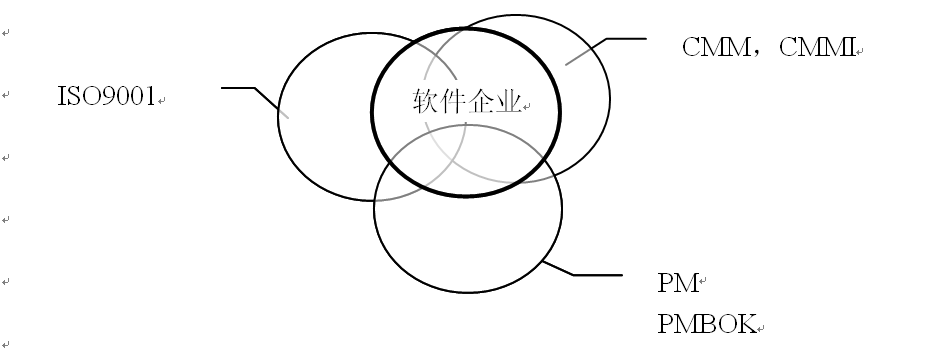 CMM，CMMI
ISO9001
软件企业
PM
PMBOK